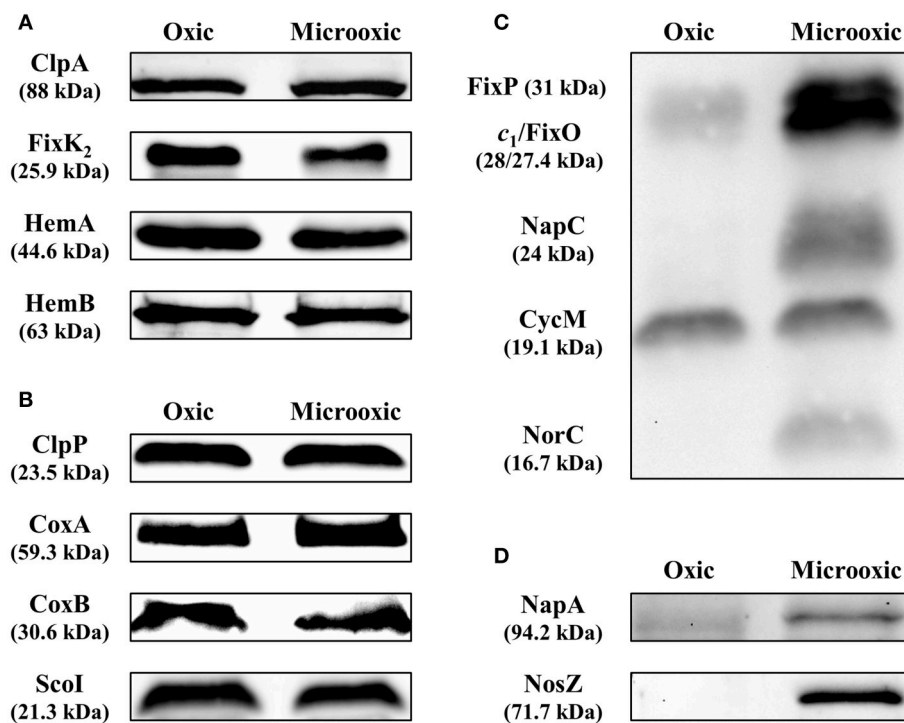 A
Oxic Microoxic
ClpA
(88 kDa)
FixK₂
(25.9 kDa)
HemA
(44.6 kDa)
HemB
(63 kDa)
B
Oxic Microoxic
ClpP
(23.5 kDa)
CoxA
(59.3 kDa)
CoxB
(30.6 kDa)
ScoI
(21.3 kDa)
C
Oxic Microoxic
FixP (31 kDa)
c₁/FixO
(28/27.4 kDa)
NapC
(24 kDa)
CycM
(19.1 kDa)
NorC
(16.7 kDa)
D
Oxic Microoxic
NapA
(94.2 kDa)
NosZ
(71.7 kDa)